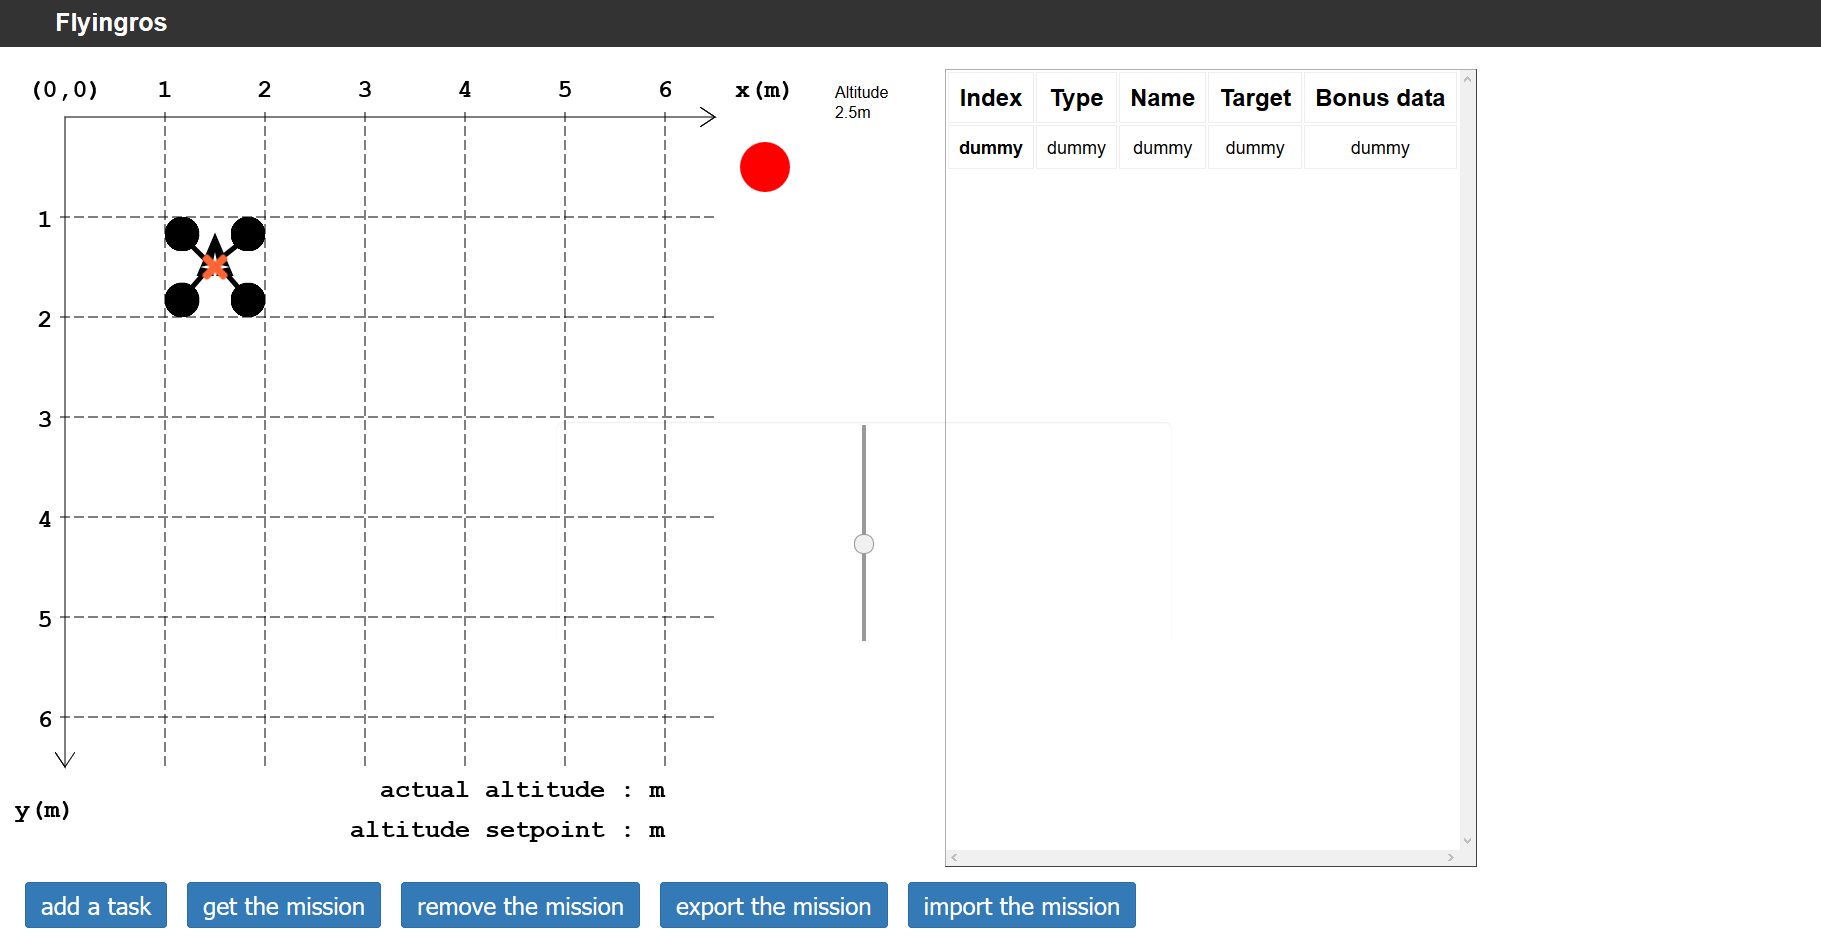 Flyingros
(0,0) 1 2 3 4 5 6 x(m)
Altitude
2.5m
1
2
3
4
5
6
y(m)
actual altitude : m
altitude setpoint : m
Index Type Name Target Bonus data
dummy dummy dummy dummy dummy
add a task get the mission remove the mission export the mission import the mission